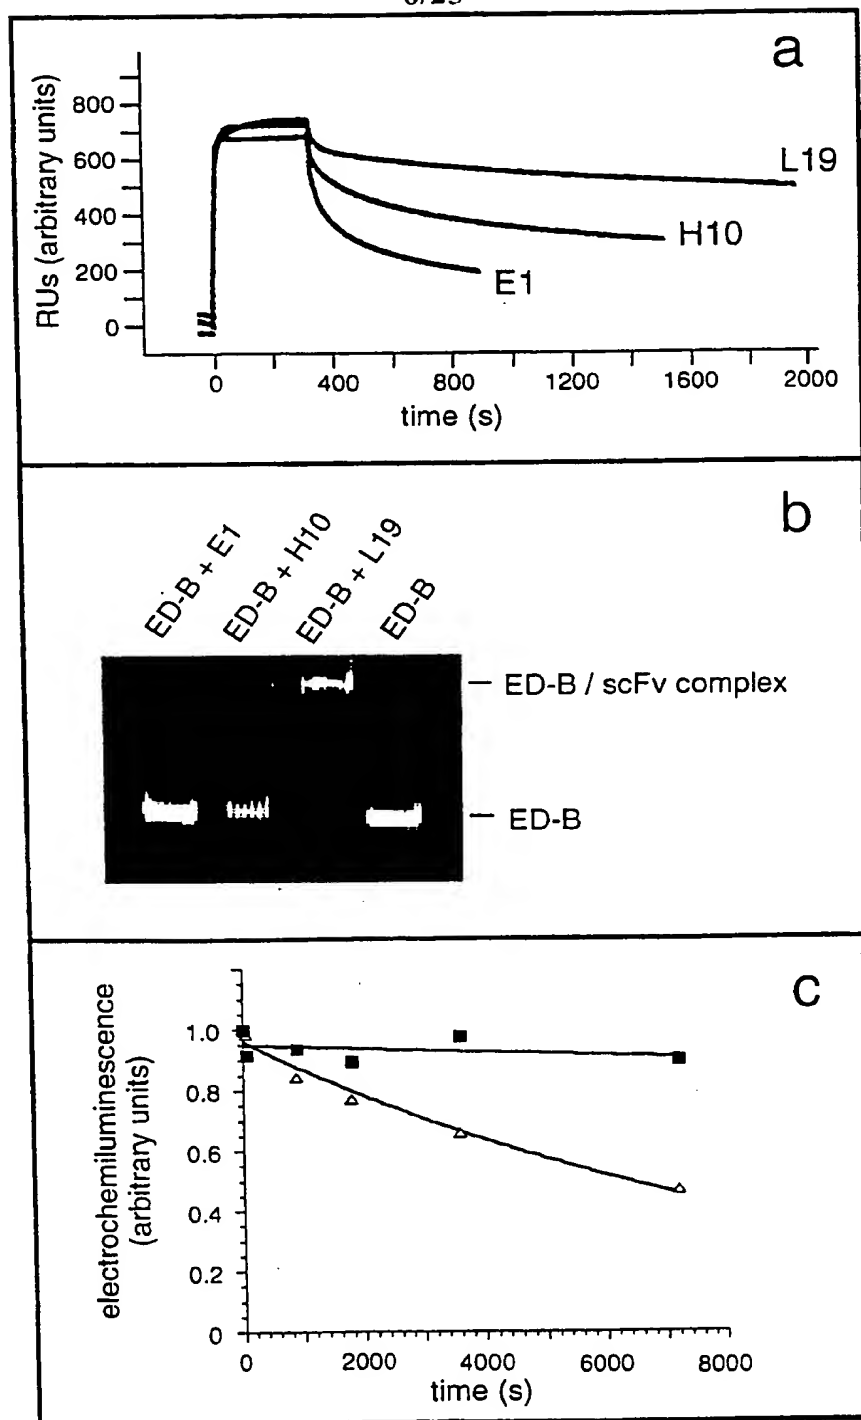 a
RUs (arbitrary units)
800
600
400
200
0
L19
H10
E1
0 400 800 1200 1600 2000
time (s)
b
ED-B + E1
ED-B + H10
ED-B + L19
ED-B
ED-B / scFv complex
ED-B
c
electrochemiluminescence
(arbitrary units)
1.0
0.8
0.6
0.4
0.2
0
0 2000 4000 6000 8000
time (s)